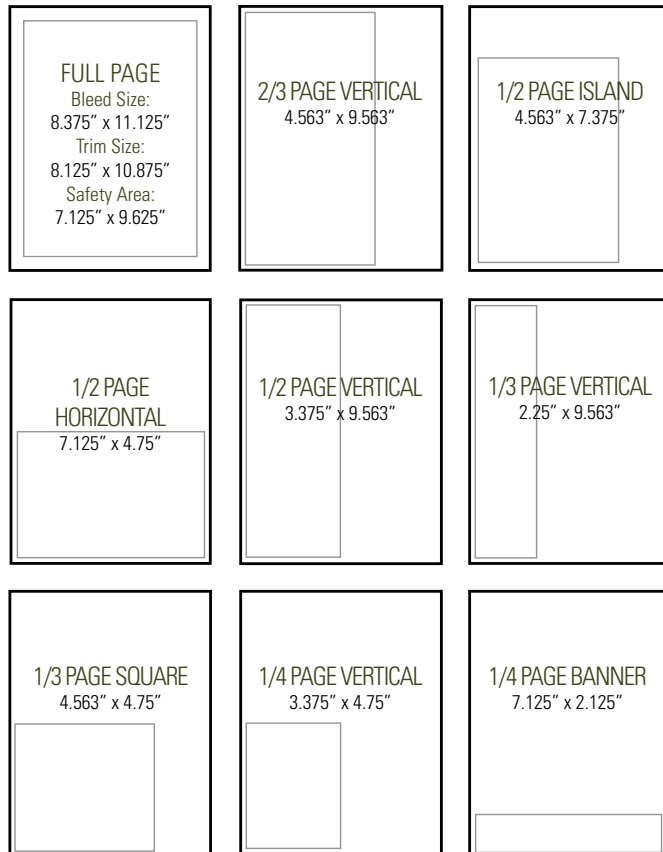 FULL PAGE
Bleed Size:
8.375” x 11.125”
Trim Size:
8.125” x 10.875”
Safety Area:
7.125” x 9.625”
2/3 PAGE VERTICAL
4.563” x 9.563”
1/2 PAGE ISLAND
4.563” x 7.375”
1/2 PAGE
HORIZONTAL
7.125” x 4.75”
1/2 PAGE VERTICAL
3.375” x 9.563”
1/3 PAGE VERTICAL
2.25” x 9.563”
1/3 PAGE SQUARE
4.563” x 4.75”
1/4 PAGE VERTICAL
3.375” x 4.75”
1/4 PAGE BANNER
7.125” x 2.125”